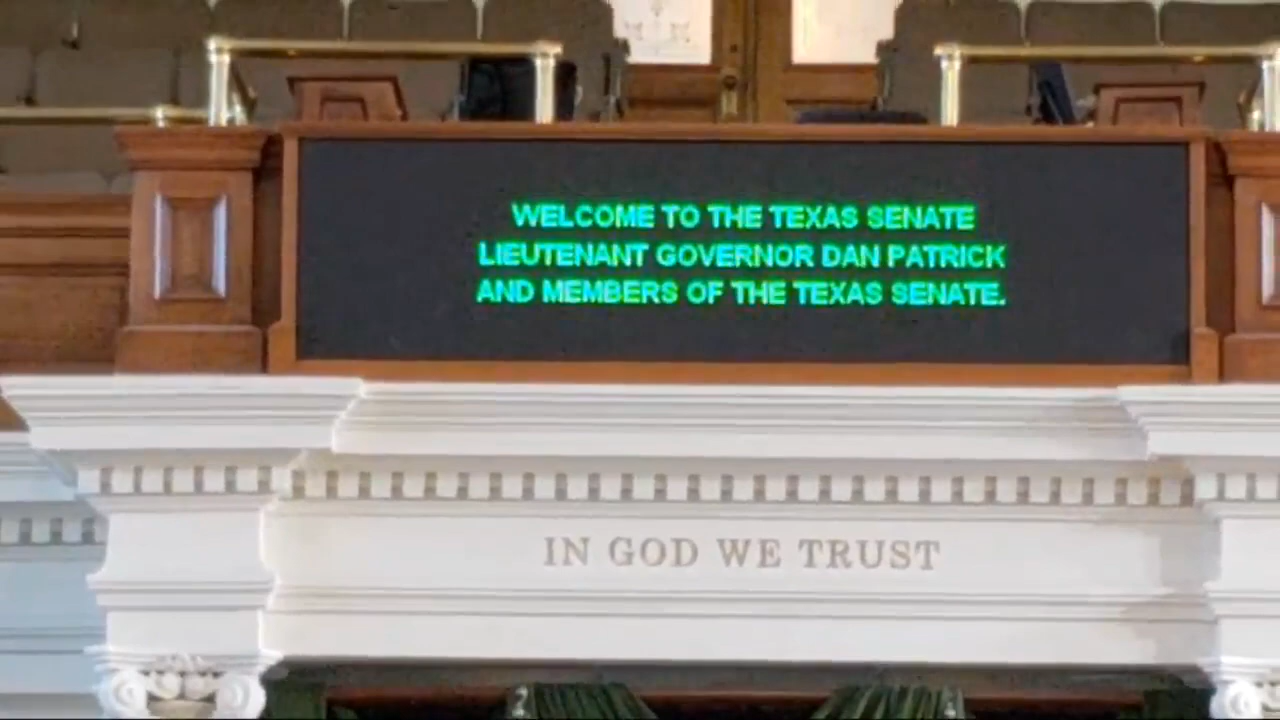 WELCOME TO THE TEXAS SENATE
LIEUTENANT GOVERNOR DAN PATRICK
AND MEMBERS OF THE TEXAS SENATE.
IN GOD WE TRUST